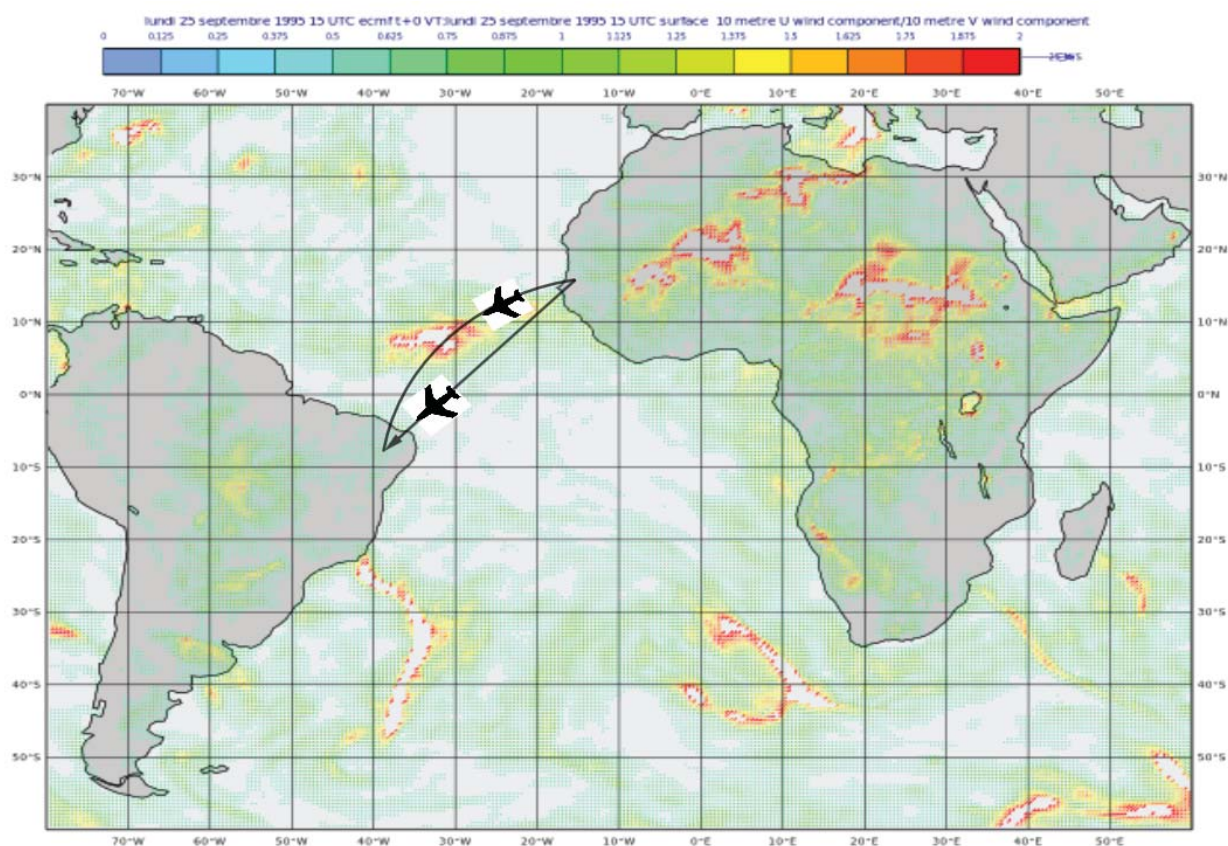 lundi 25 septembre 1995 15 UTC ecmf t+0 VT:lundi 25 septembre 1995 15 UTC surface 10 metre U wind component/10 metre V wind component
0 0.125 0.25 0.375 0.5 0.625 0.75 0.875 1 1.125 1.25 1.375 1.5 1.625 1.75 1.875 2
70°W 60°W 50°W 40°W 30°W 20°W 10°W 0°E 10°E 20°E 30°E 40°E 50°E
30°N 30°N
20°N 20°N
10°N 10°N
0°N 0°N
10°S 10°S
20°S 20°S
30°S 30°S
40°S 40°S
50°S 50°S
70°W 60°W 50°W 40°W 30°W 20°W 10°W 0°E 10°E 20°E 30°E 40°E 50°E